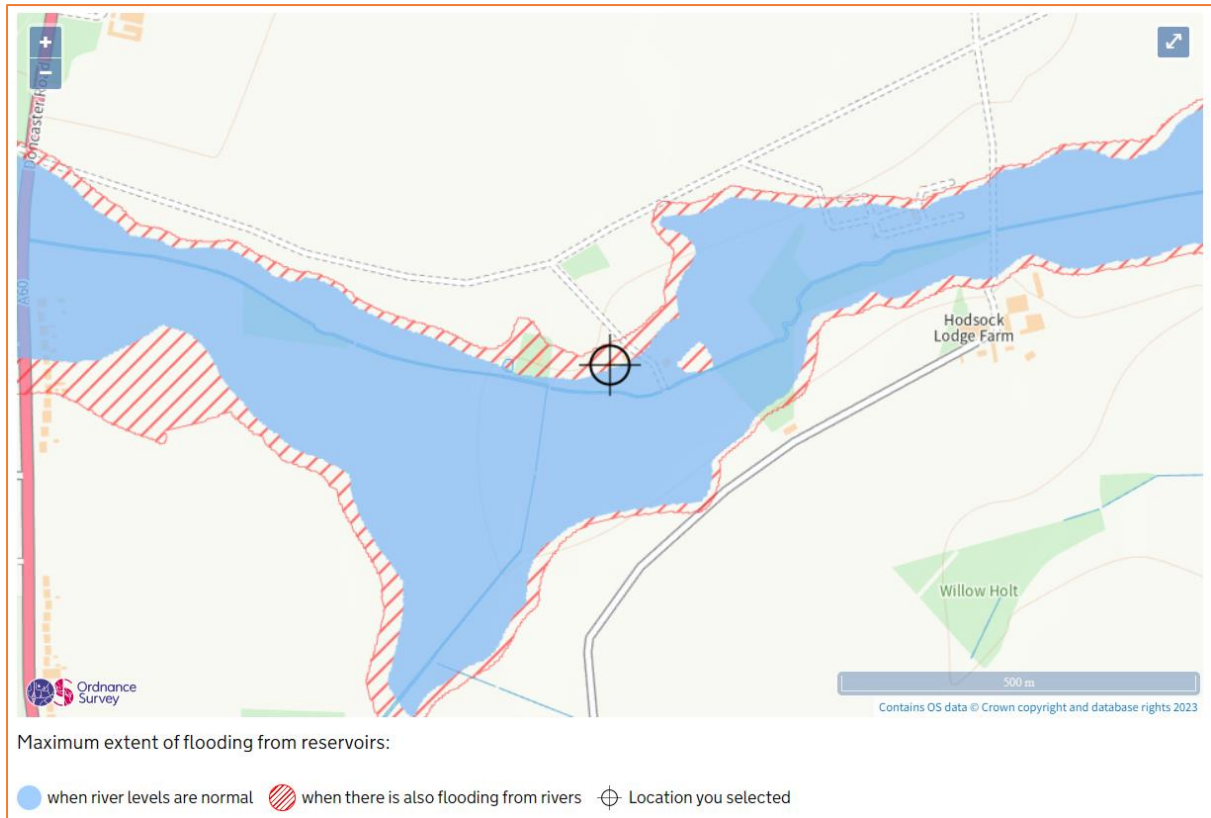 +
−
Doncaster Road
A60
Hodsock
Lodge Farm
Willow Holt
500 m
Ordnance
Survey
Contains OS data © Crown copyright and database rights 2023
Maximum extent of flooding from reservoirs:
when river levels are normal when there is also flooding from rivers Location you selected